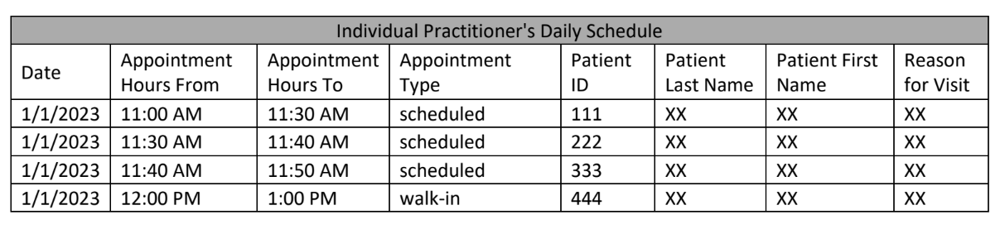 Individual Practitioner's Daily Schedule
Date Appointment Hours From Appointment Hours To Appointment Type Patient ID Patient Last Name Patient First Name Reason for Visit
1/1/2023 11:00 AM 11:30 AM scheduled 111 XX XX XX
1/1/2023 11:30 AM 11:40 AM scheduled 222 XX XX XX
1/1/2023 11:40 AM 11:50 AM scheduled 333 XX XX XX
1/1/2023 12:00 PM 1:00 PM walk-in 444 XX XX XX